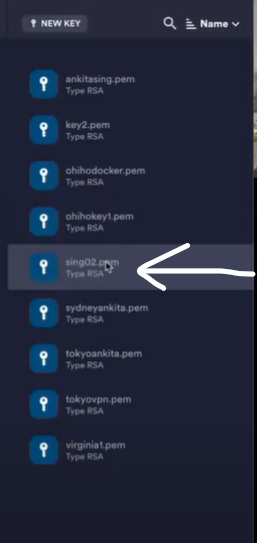 NEW KEY
Name
ankitasing.pem
Type RSA
key2.pem
Type RSA
ohihodocker.pem
Type RSA
ohihokey1.pem
Type RSA
sing02.pem
Type RSA
sydneyankita.pem
Type RSA
tokyoankita.pem
Type RSA
tokyovpn.pem
Type RSA
virginia1.pem
Type RSA